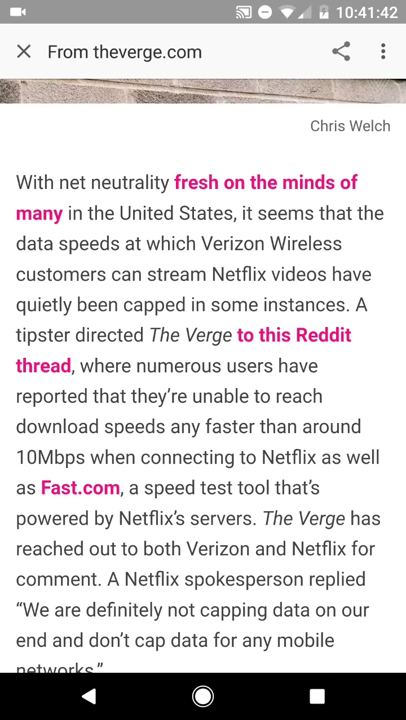 10:41:42
From theverge.com
Chris Welch
With net neutrality fresh on the minds of
many in the United States, it seems that the
data speeds at which Verizon Wireless
customers can stream Netflix videos have
quietly been capped in some instances. A
tipster directed The Verge to this Reddit
thread, where numerous users have
reported that they’re unable to reach
download speeds any faster than around
10Mbps when connecting to Netflix as well
as Fast.com, a speed test tool that’s
powered by Netflix’s servers. The Verge has
reached out to both Verizon and Netflix for
comment. A Netflix spokesperson replied
“We are definitely not capping data on our
end and don’t cap data for any mobile
networks.”